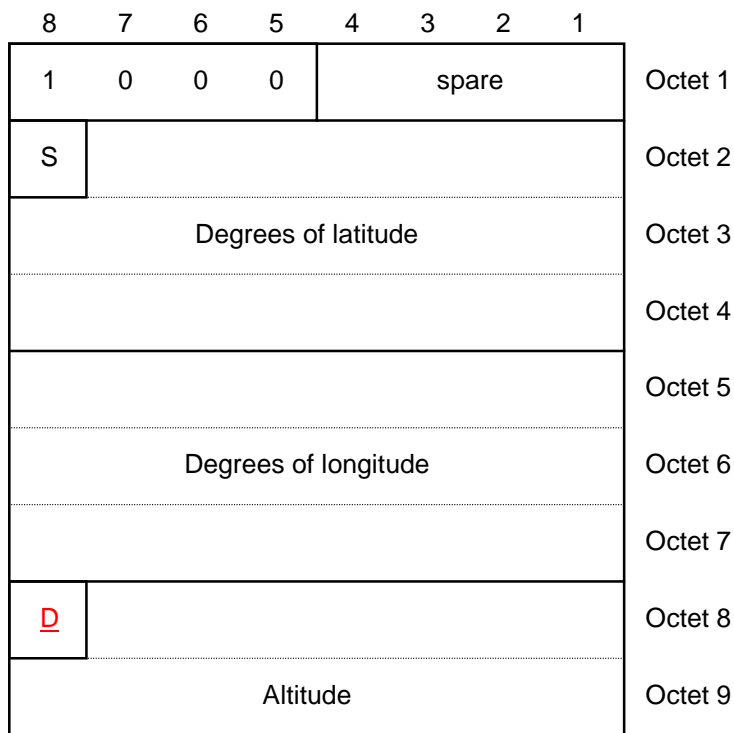 8 7 6 5 4 3 2 1
1 0 0 0 spare Octet 1
S Octet 2
Degrees of latitude Octet 3
Octet 4
Octet 5
Degrees of longitude Octet 6
Octet 7
D Octet 8
Altitude Octet 9